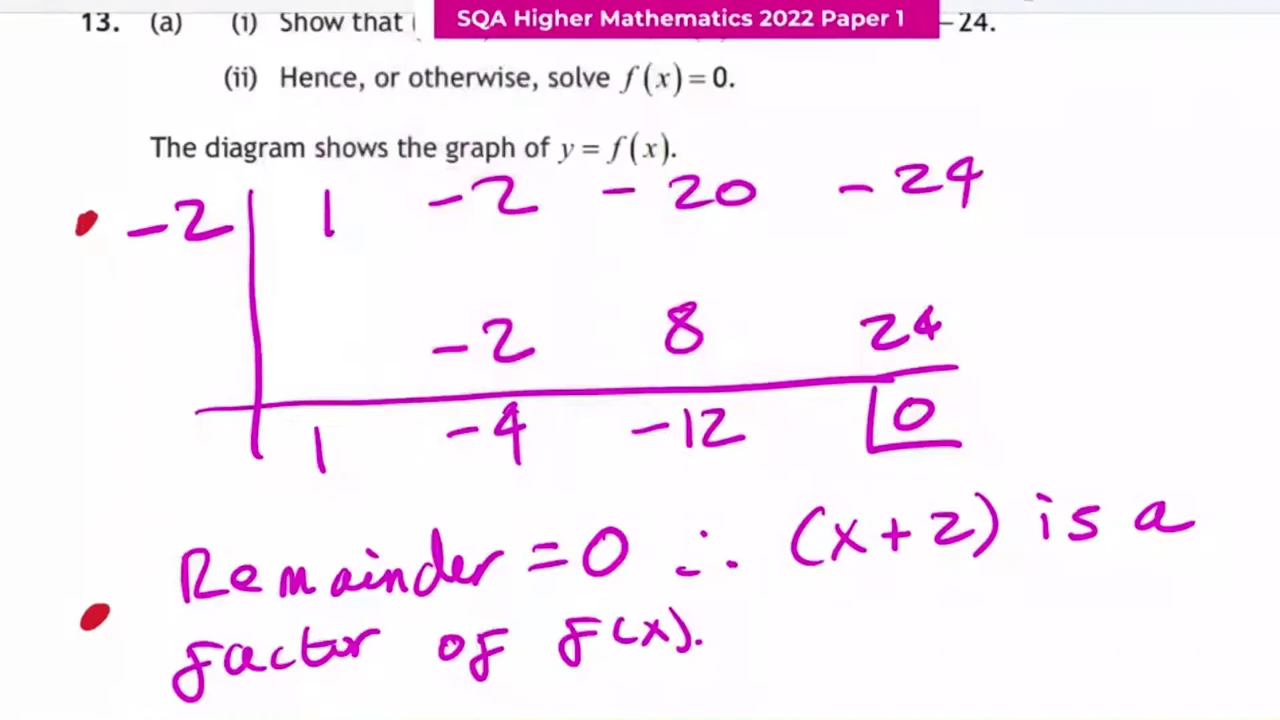 SQA Higher Mathematics 2022 Paper 1
13. (a) (i) Show that −24.
(ii) Hence, or otherwise, solve f(x)=0.
The diagram shows the graph of y = f(x).
-2 | 1 -2 -20 -24
-2 8 24
1 -4 -12 0
Remainder = 0 ∴ (x+2) is a
factor of f(x).